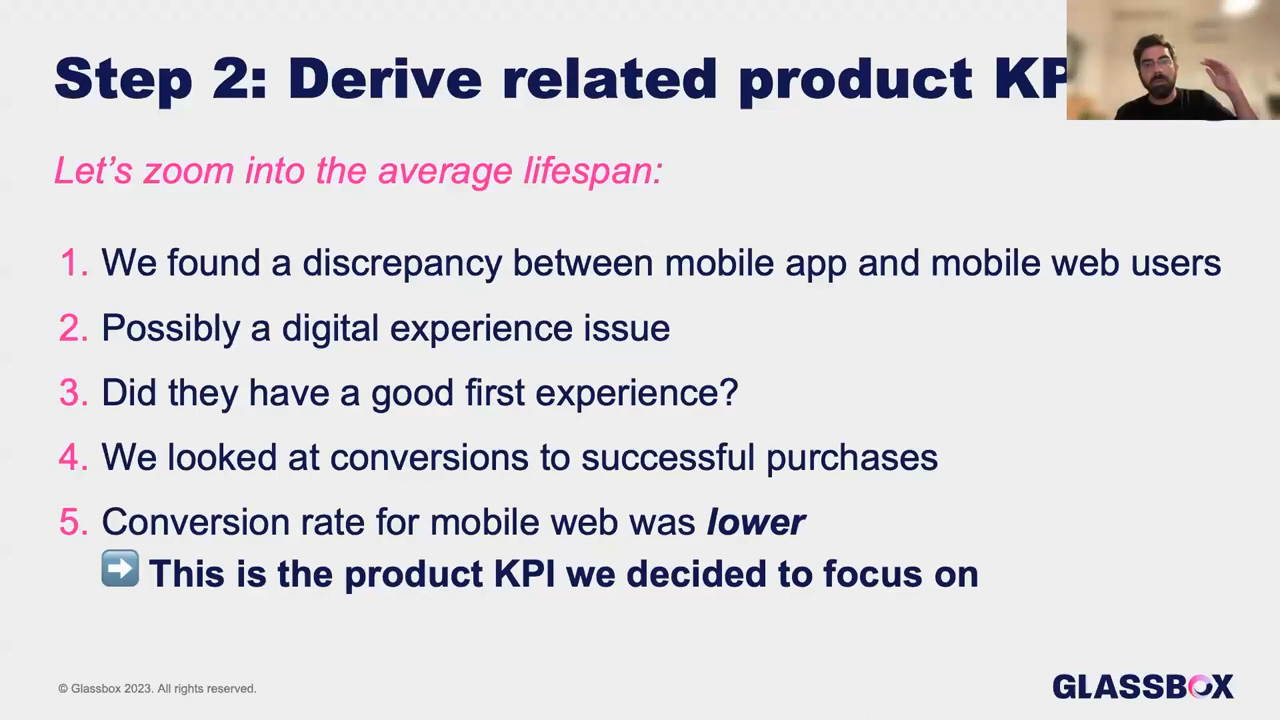 Step 2: Derive related product KP
Let’s zoom into the average lifespan:
1. We found a discrepancy between mobile app and mobile web users
2. Possibly a digital experience issue
3. Did they have a good first experience?
4. We looked at conversions to successful purchases
5. Conversion rate for mobile web was lower
➡️ This is the product KPI we decided to focus on
© Glassbox 2023. All rights reserved.
GLASSBOX